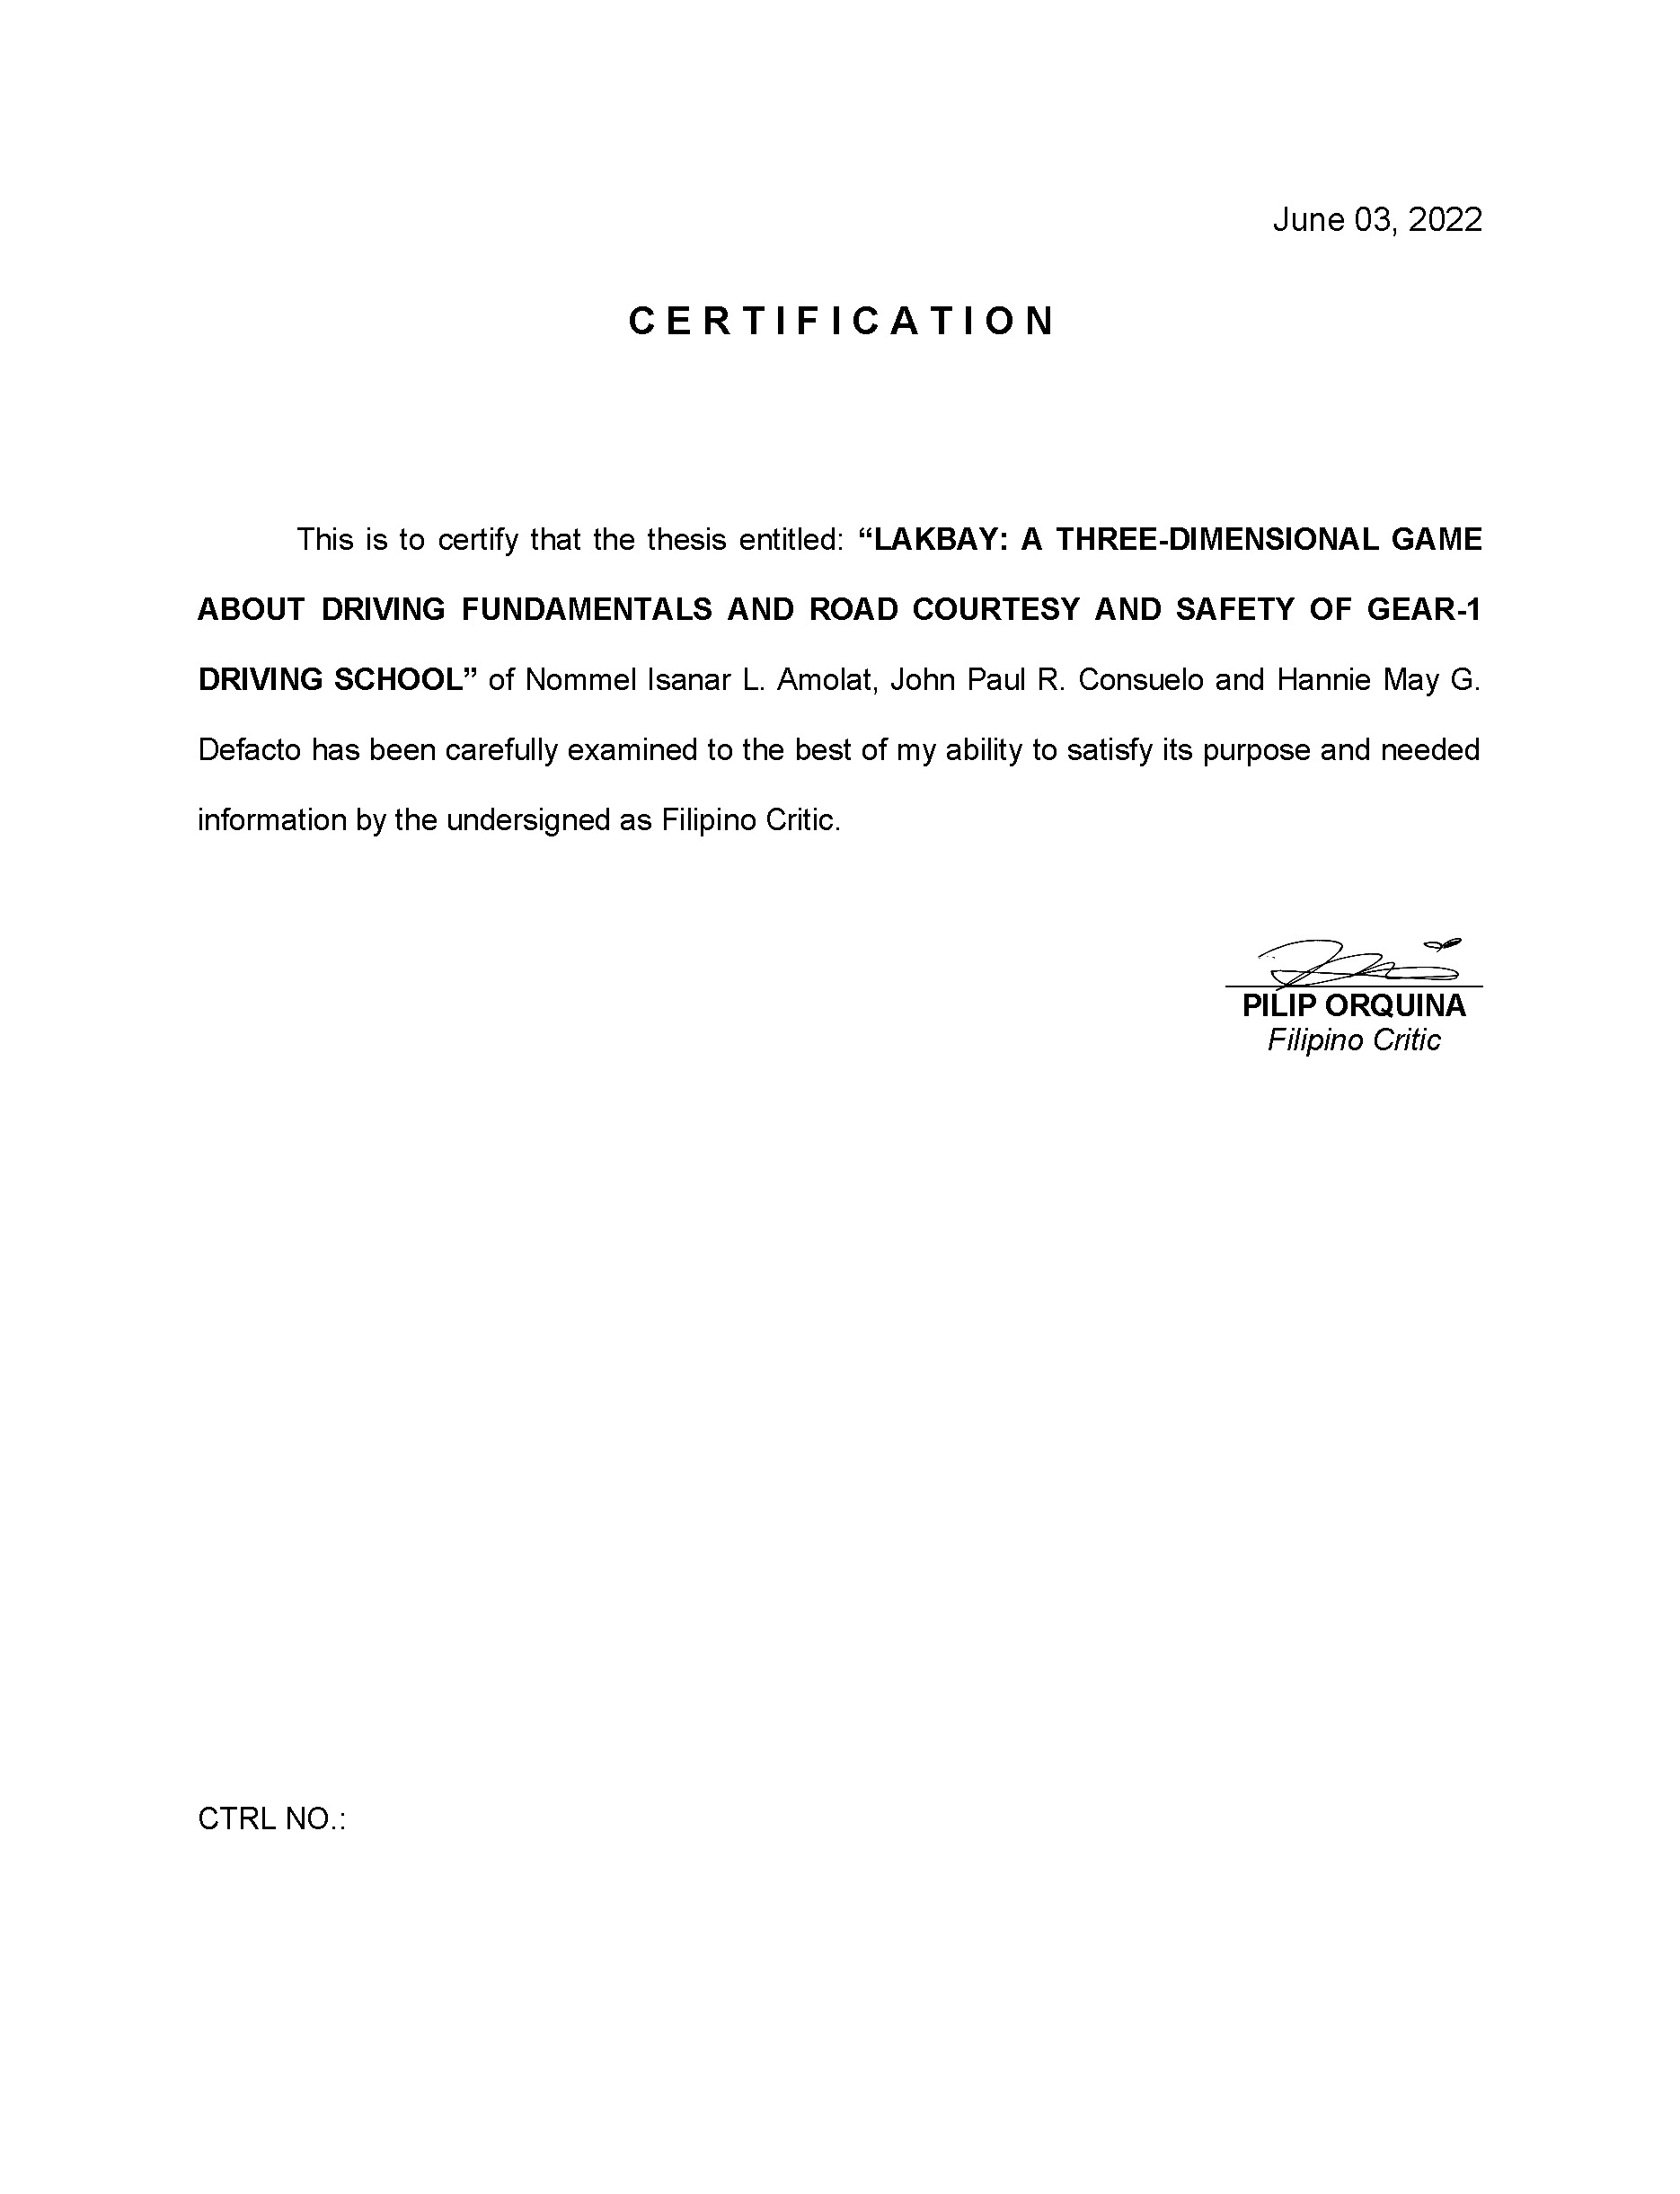 June 03, 2022
C E R T I F I C A T I O N
This is to certify that the thesis entitled: “LAKBAY: A THREE-DIMENSIONAL GAME
ABOUT DRIVING FUNDAMENTALS AND ROAD COURTESY AND SAFETY OF GEAR-1
DRIVING SCHOOL” of Nommel Isanar L. Amolat, John Paul R. Consuelo and Hannie May G.
Defacto has been carefully examined to the best of my ability to satisfy its purpose and needed
information by the undersigned as Filipino Critic.
PILIP ORQUINA
Filipino Critic
CTRL NO.: